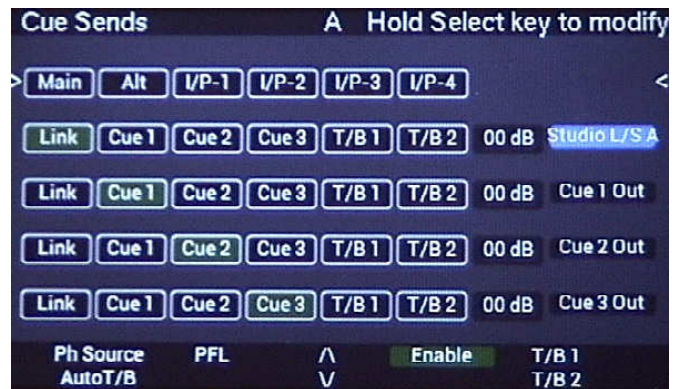 Cue Sends A Hold Select key to modify
> Main Alt I/P-1 I/P-2 I/P-3 I/P-4 <
Link Cue 1 Cue 2 Cue 3 T/B 1 T/B 2 00 dB Studio L/S A
Link Cue 1 Cue 2 Cue 3 T/B 1 T/B 2 00 dB Cue 1 Out
Link Cue 1 Cue 2 Cue 3 T/B 1 T/B 2 00 dB Cue 2 Out
Link Cue 1 Cue 2 Cue 3 T/B 1 T/B 2 00 dB Cue 3 Out
Ph Source PFL /\ Enable T/B 1
AutoT/B \/ T/B 2